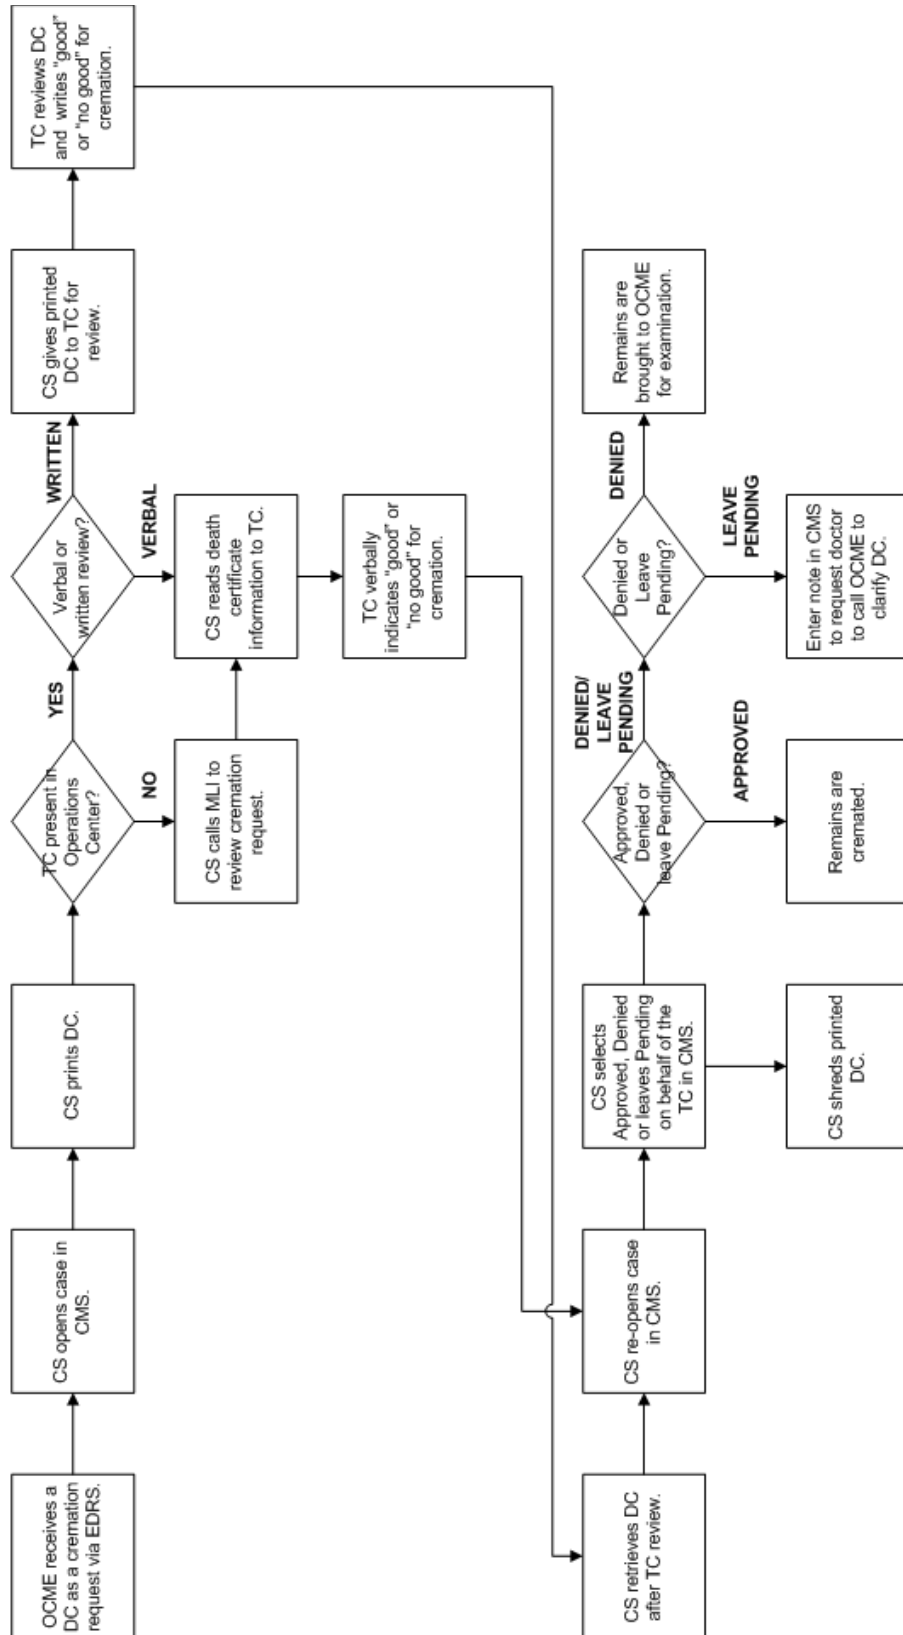 OCME receives a
DC as a cremation
request via EDRS.
CS opens case in
CMS.
CS prints DC.
TC present in
Operations
Center?
YES
NO
Verbal or
written review?
WRITTEN
VERBAL
CS gives printed
DC to TC for
review.
TC reviews DC
and writes "good"
or "no good" for
cremation.
CS calls MLI to
review cremation
request.
CS reads death
certificate
information to TC.
TC verbally
indicates "good" or
"no good" for
cremation.
CS retrieves DC
after TC review.
CS re-opens case
in CMS.
CS selects
Approved, Denied
or leaves Pending
on behalf of the
TC in CMS.
Approved,
Denied or
leave Pending?
DENIED/
LEAVE
PENDING
APPROVED
Denied or
Leave
Pending?
DENIED
LEAVE
PENDING
Remains are
brought to OCME
for examination.
CS shreds printed
DC.
Remains are
cremated.
Enter note in CMS
to request doctor
to call OCME to
clarify DC.